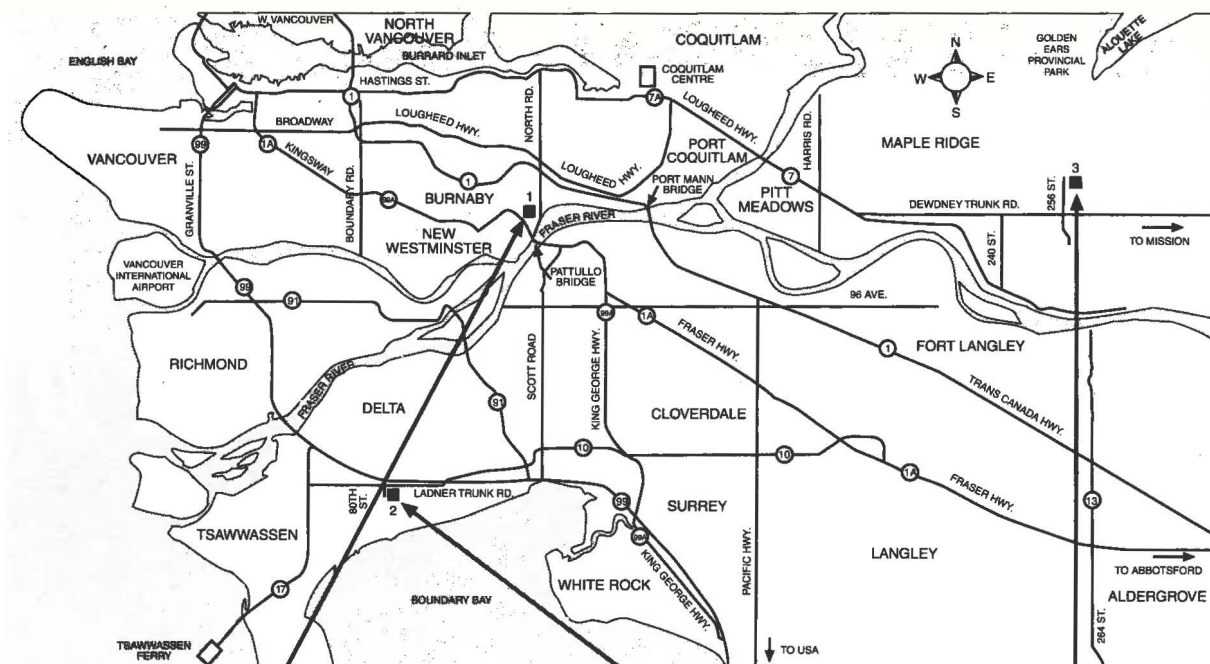 W. VANCOUVER
NORTH
VANCOUVER
BURRARD INLET
ENGLISH BAY
HASTINGS ST.
COQUITLAM
COQUITLAM
CENTRE
GOLDEN
EARS
PROVINCIAL
PARK
ALOUETTE
LAKE
N
W
E
S
1
7A
NORTH RD.
LOUGHEED HWY.
BROADWAY
LOUGHEED HWY.
99
1A
KINGSWAY
VANCOUVER
GRANVILLE ST.
BOUNDARY RD.
1
BURNABY
LOUGHEED HWY.
PORT
COQUITLAM
PORT MANN
BRIDGE
HARRIS RD.
7
PITT
MEADOWS
MAPLE RIDGE
3
256 ST.
DEWDNEY TRUNK RD.
TO MISSION
240 ST.
99A
1
NEW
WESTMINSTER
FRASER RIVER
PATTULLO
BRIDGE
VANCOUVER
INTERNATIONAL
AIRPORT
99
91
96 AVE.
99A
1A
FRASER HWY.
1
FORT LANGLEY
TRANS CANADA HWY.
RICHMOND
FRASER RIVER
DELTA
91
SCOTT ROAD
KING GEORGE HWY.
CLOVERDALE
10
10
1A
FRASER HWY.
80TH
ST.
2
LADNER TRUNK RD.
99
SURREY
13
TSAWWASSEN
99A
KING GEORGE HWY.
PACIFIC HWY.
LANGLEY
TO ABBOTSFORD
WHITE ROCK
17
BOUNDARY BAY
ALDERGROVE
264 ST.
TSAWWASSEN
FERRY
TO USA